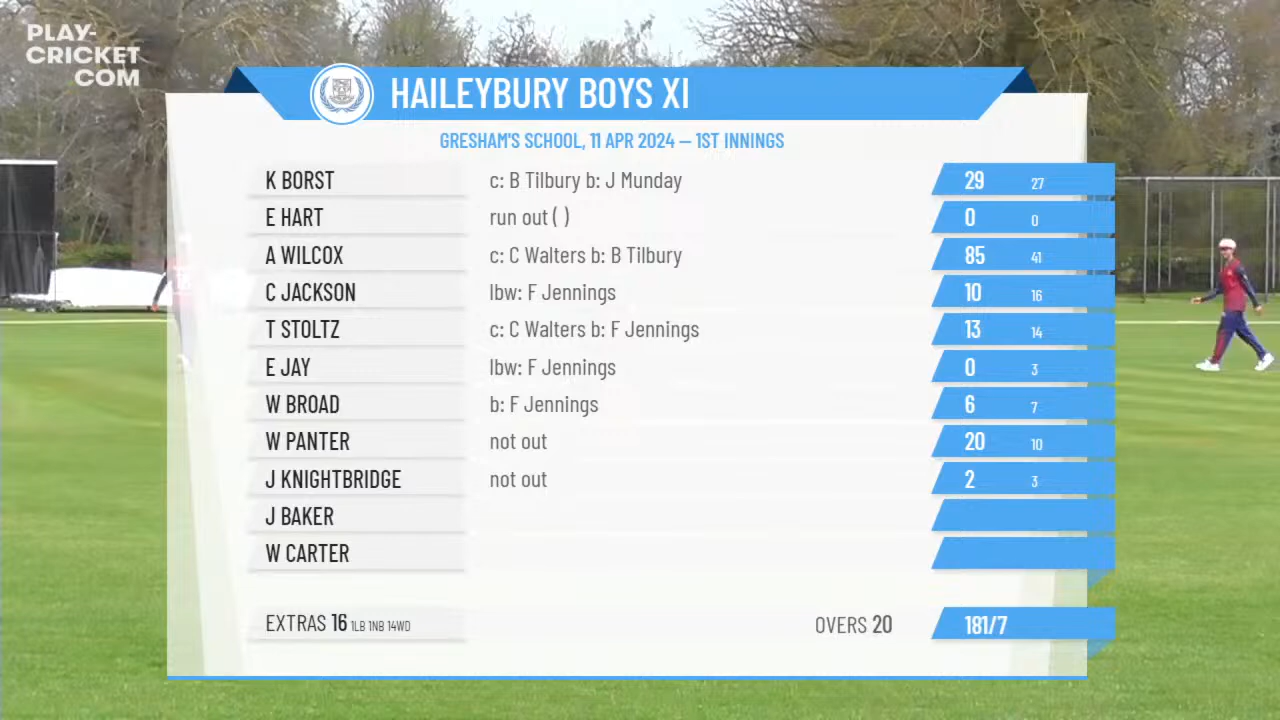 PLAY-
CRICKET
COM
HAILEYBURY BOYS XI
GRESHAM'S SCHOOL, 11 APR 2024 – 1ST INNINGS
K BORST c: B Tilbury b: J Munday 29 27
E HART run out ( ) 0 0
A WILCOX c: C Walters b: B Tilbury 85 41
C JACKSON lbw: F Jennings 10 16
T STOLTZ c: C Walters b: F Jennings 13 14
E JAY lbw: F Jennings 0 3
W BROAD b: F Jennings 6 7
W PANTER not out 20 10
J KNIGHTBRIDGE not out 2 3
J BAKER
W CARTER
EXTRAS 16 1LB 1NB 14WD OVERS 20 181/7